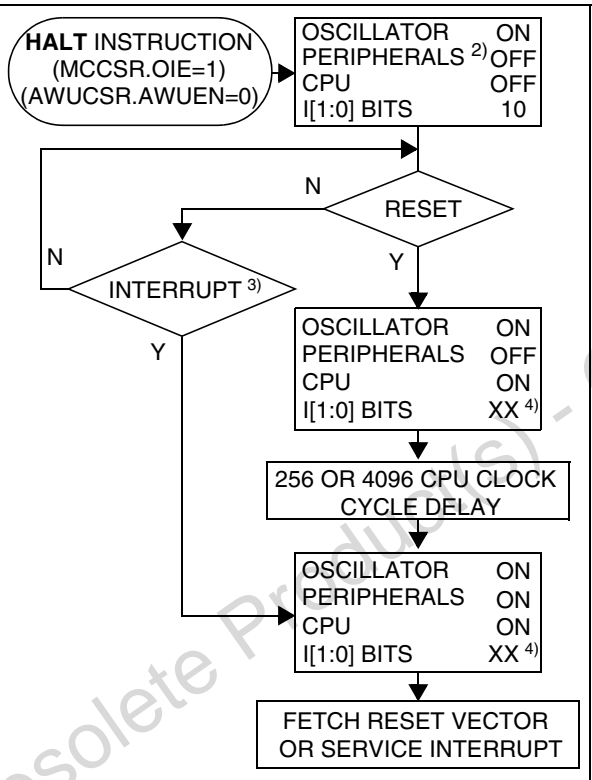 HALT INSTRUCTION
(MCCSR.OIE=1)
(AWUCSR.AWUEN=0)
OSCILLATOR ON
PERIPHERALS 2) OFF
CPU OFF
I[1:0] BITS 10
N
RESET
N
Y
INTERRUPT 3)
Y
OSCILLATOR ON
PERIPHERALS OFF
CPU ON
I[1:0] BITS XX 4)
256 OR 4096 CPU CLOCK
CYCLE DELAY
OSCILLATOR ON
PERIPHERALS ON
CPU ON
I[1:0] BITS XX 4)
FETCH RESET VECTOR
OR SERVICE INTERRUPT
solete Product(s) -